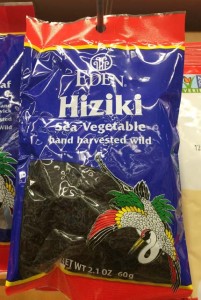 EDEN
Hiziki
Sea Vegetable
hand harvested wild
NET WT 2.1 OZ 60g